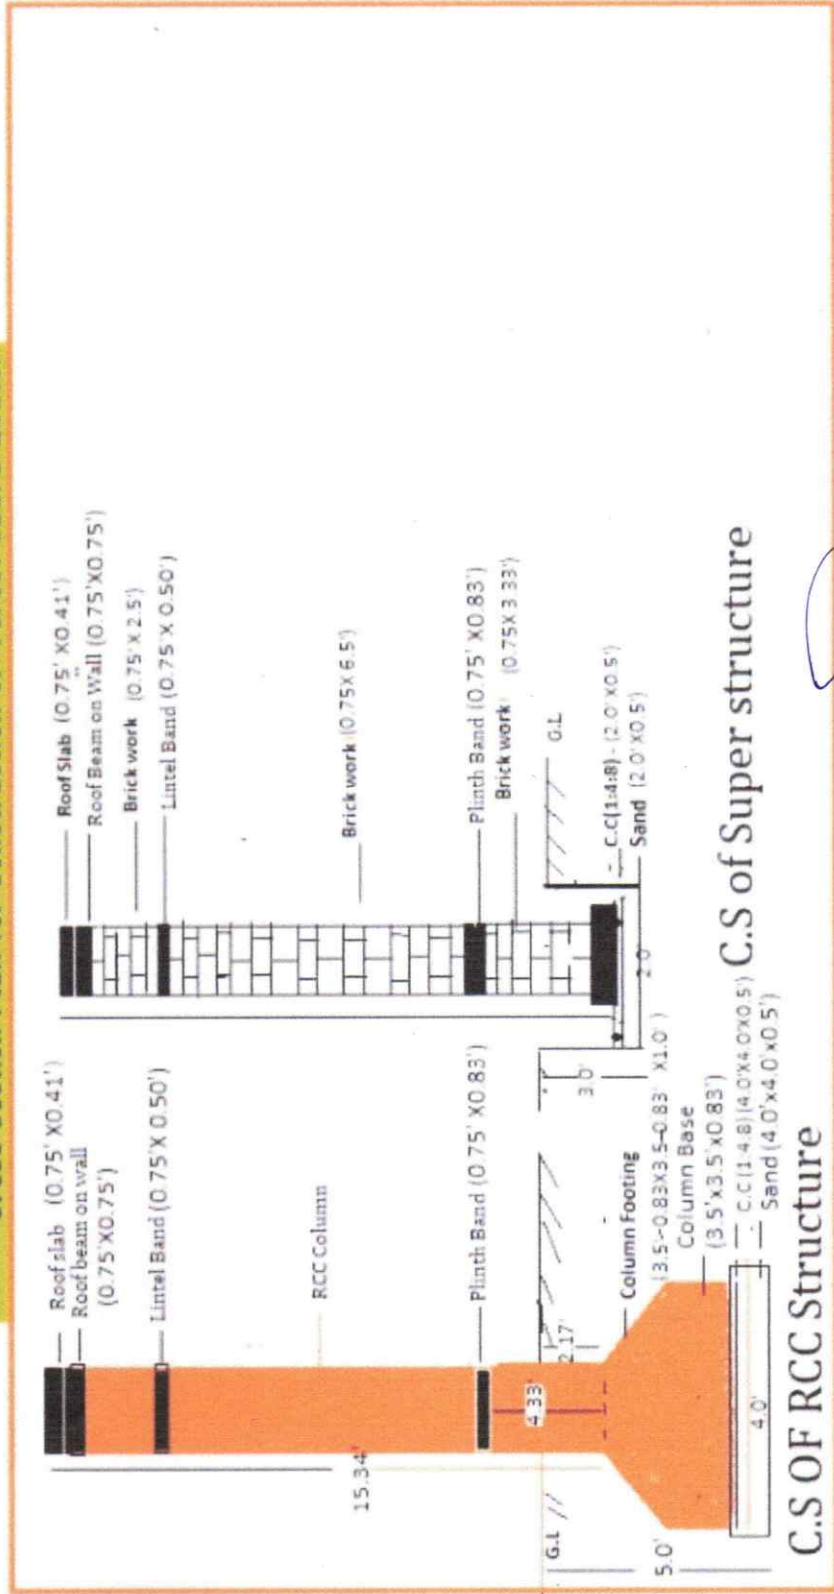 Roof slab (0.75' X0.41')
Roof beam on wall
(0.75'X0.75')
Lintel Band (0.75'X 0.50')
RCC Column
Plinth Band (0.75' X0.83')
15.34'
4.33'
2.17'
G.L
5.0'
Column Footing
(3.5'-0.83X3.5-0.83' X1.0')
Column Base
(3.5'x3.5'x0.83')
C.C(1:4:8)(4.0'x4.0'x0.5')
Sand (4.0'x4.0'x0.5')
4.0'
C.S OF RCC Structure
Roof Slab (0.75' X0.41')
Roof Beam on Wall (0.75'X0.75')
Brick work (0.75' X 2.5')
Lintel Band (0.75'X 0.50')
Brick work (0.75X 6.5')
Plinth Band (0.75' X0.83')
Brick work (0.75X 3.33')
G.L
3.0'
2.0'
C.C(1:4:8) - (2.0'X0.5')
Sand (2.0'X0.5')
C.S of Super structure